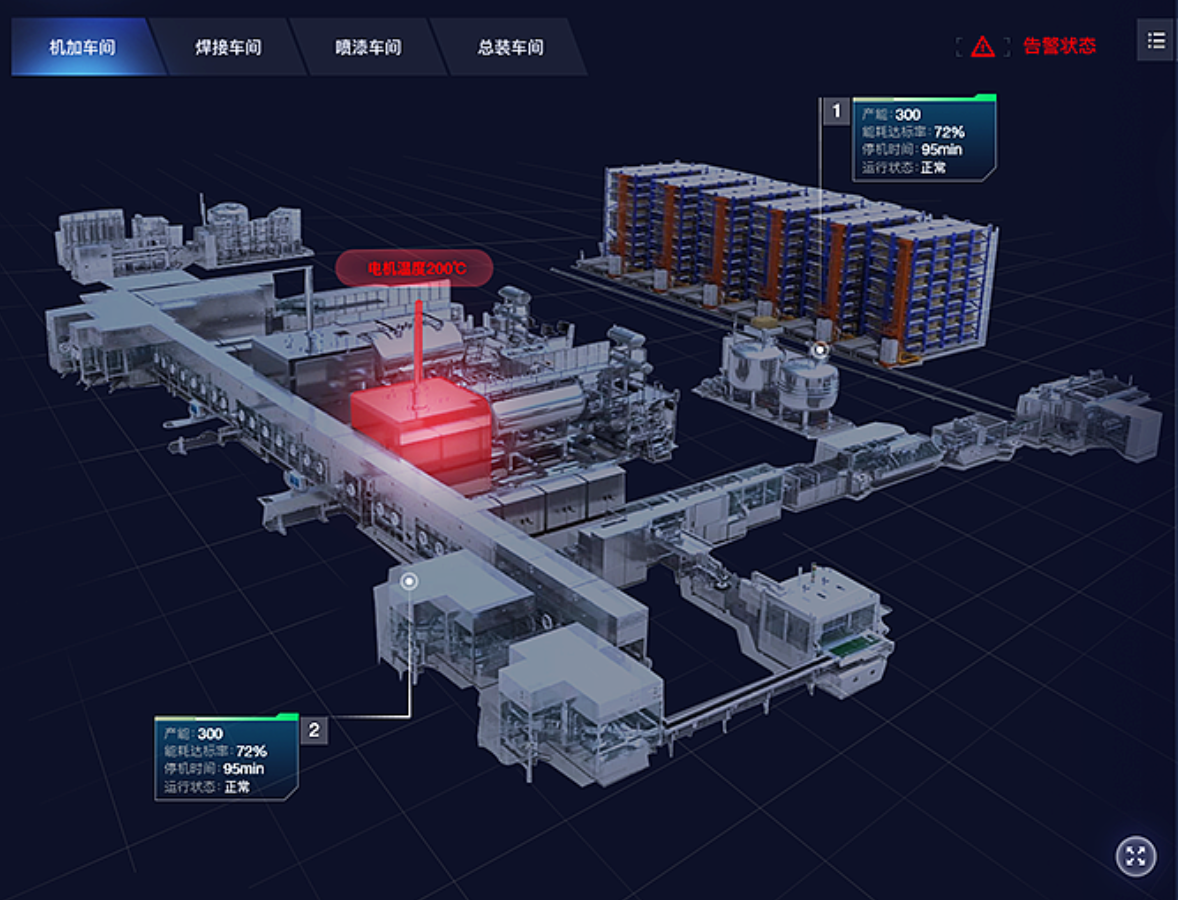 机加车间
焊接车间
喷漆车间
总装车间
告警状态
1
产能:300
能耗达标率:72%
停机时间:95min
运行状态:正常
电机温度200℃
产能:300
能耗达标率:72%
停机时间:95min
运行状态:正常
2